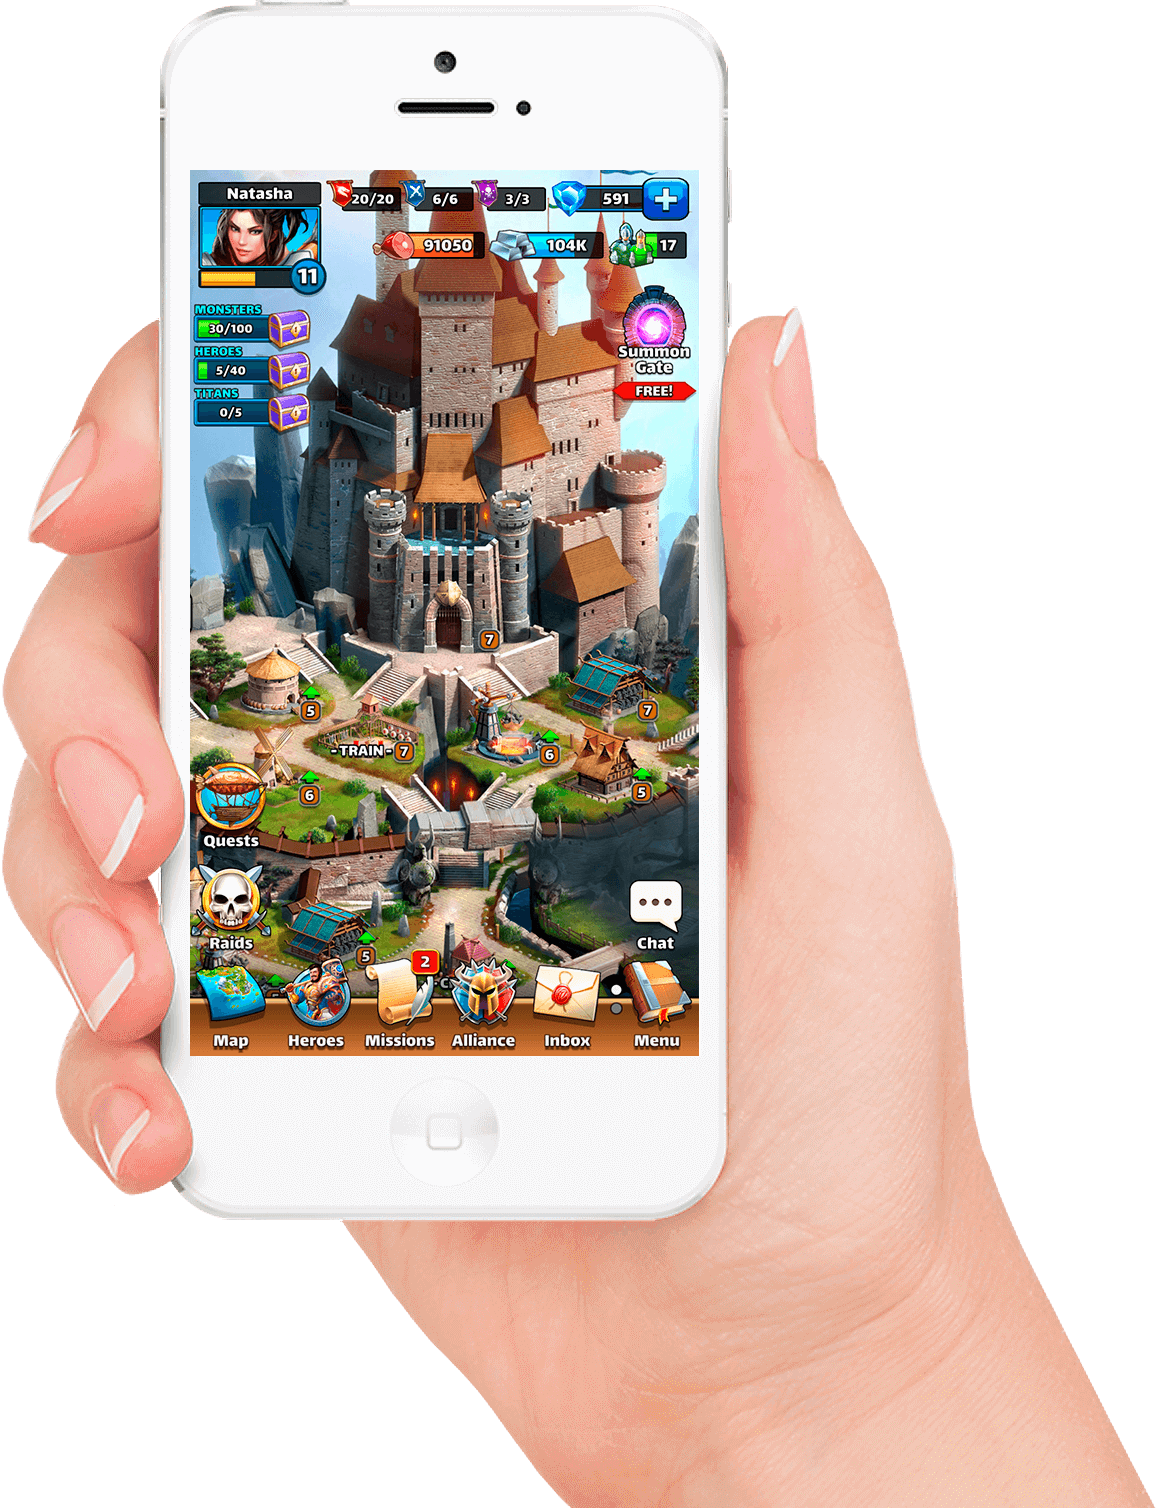 Natasha
20/20
6/6
3/3
591
91050
104K
17
11
MONSTERS
30/100
HEROES
5/40
TITANS
0/5
Summon
Gate
FREE!
7
5
7
-TRAIN- 7
6
6
5
Quests
Raids
Chat
5
2
Map
Heroes
Missions
Alliance
Inbox
Menu